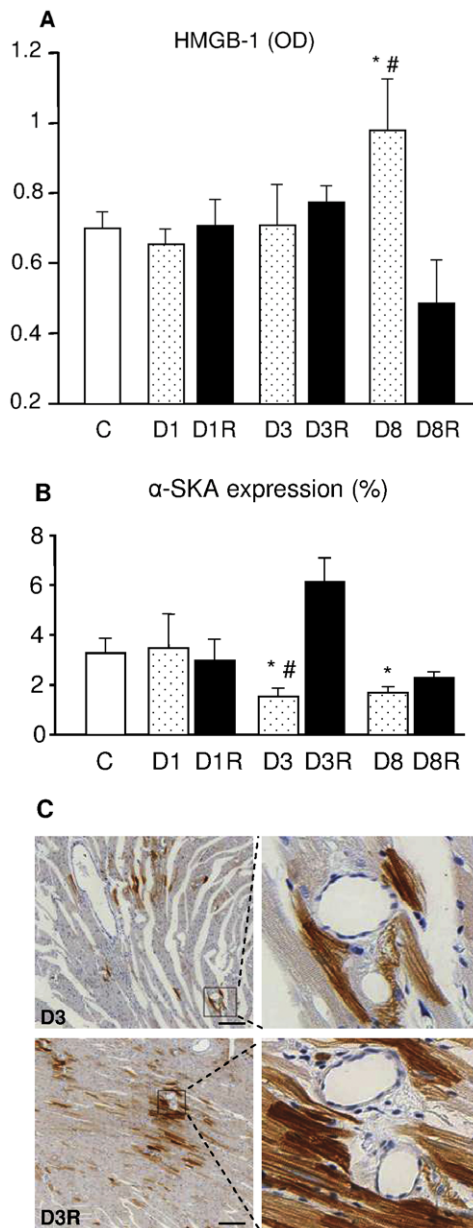 A
HMGB-1 (OD)
1.2
* #
1
0.8
0.6
0.4
0.2
C D1 D1R D3 D3R D8 D8R
B
α-SKA expression (%)
8
6
4
* #
*
2
0
C D1 D1R D3 D3R D8 D8R
C
D3
D3R